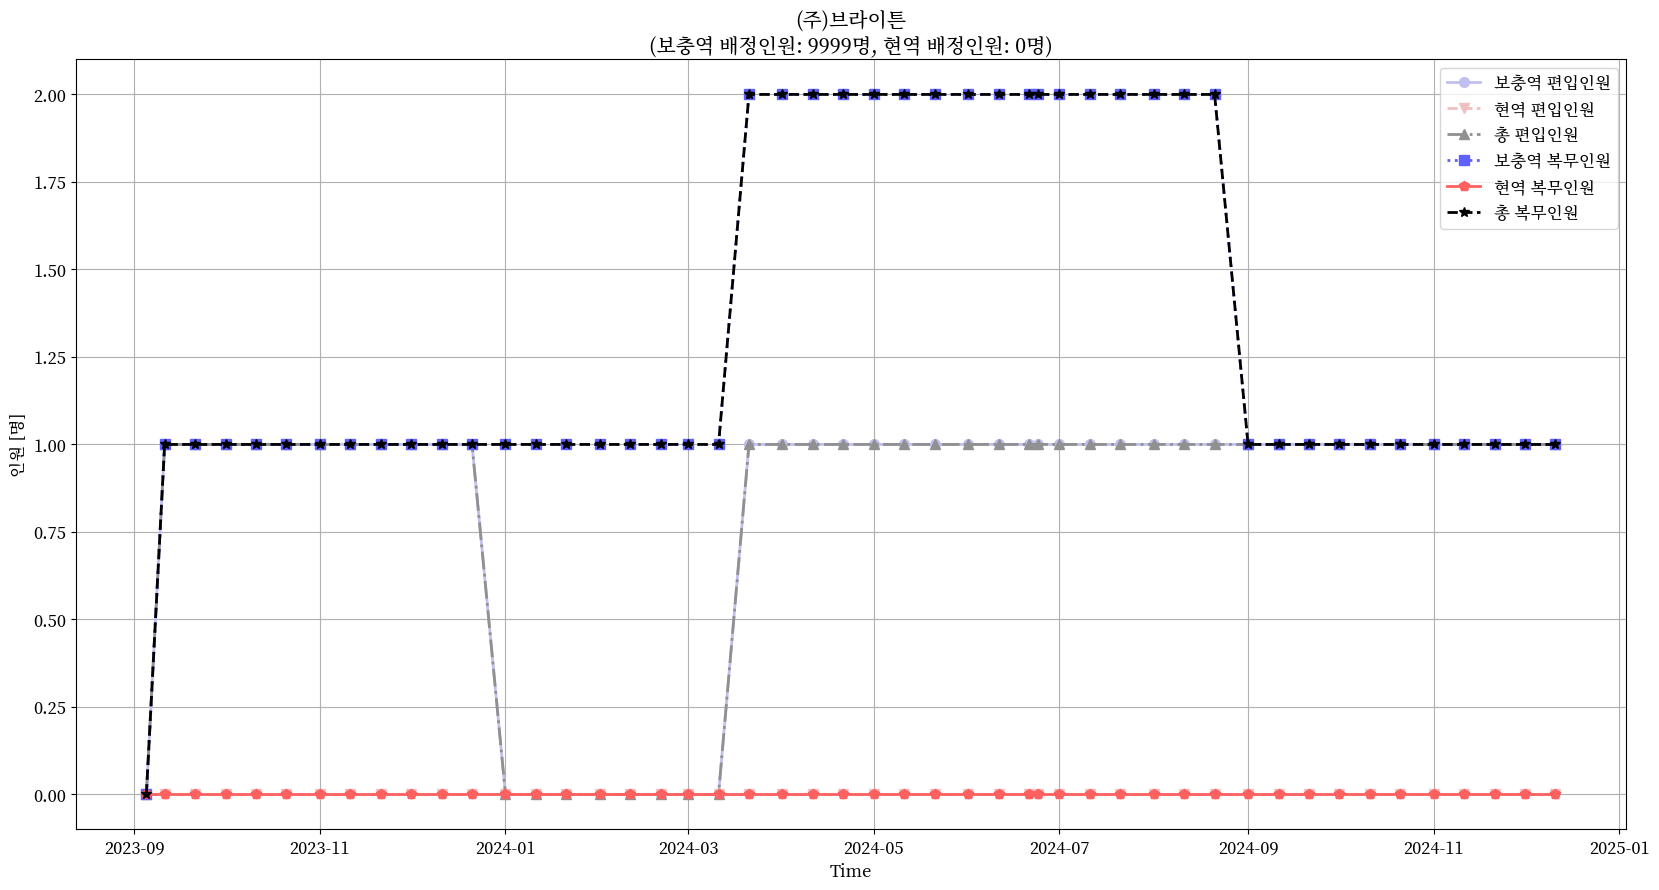 (주)브라이튼
(보충역 배정인원: 9999명, 현역 배정인원: 0명)
보충역 편입인원
현역 편입인원
총 편입인원
보충역 복무인원
현역 복무인원
총 복무인원
인원 [명]
2.00
1.75
1.50
1.25
1.00
0.75
0.50
0.25
0.00
2023-09
2023-11
2024-01
2024-03
2024-05
2024-07
2024-09
2024-11
2025-01
Time